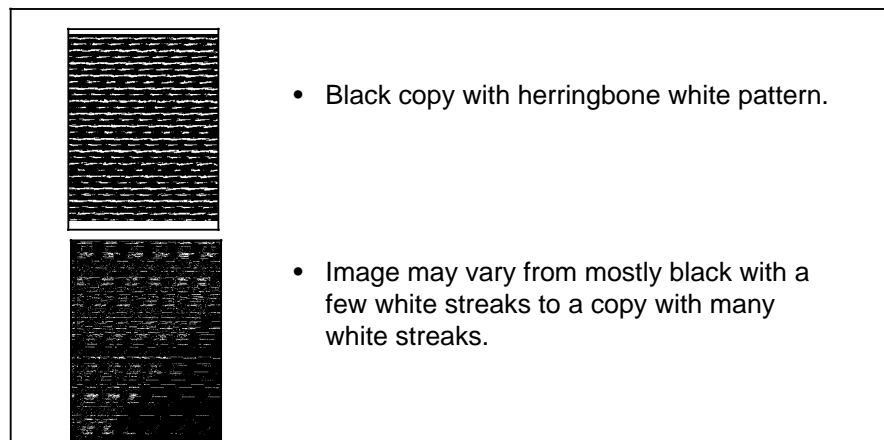 • Black copy with herringbone white pattern.
• Image may vary from mostly black with a
few white streaks to a copy with many
white streaks.